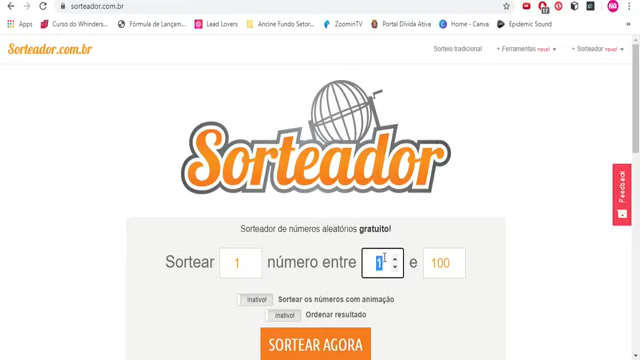 sorteador.com.br
Apps Curso do Whinders... Fórmula de Lançam... Lead Lovers Ancine Fundo Setor... ZoominTV Portal Dívida Ativa... Home - Canva Epidemic Sound
Sorteador.com.br
Sorteio tradicional + Ferramentas novo! + Sorteador novo!
Sorteador
Feedback
Sorteador de números aleatórios gratuito!
Sortear 1 número entre 1 e 100
Inativo! Sortear os números com animação
Inativo! Ordenar resultado
SORTEAR AGORA